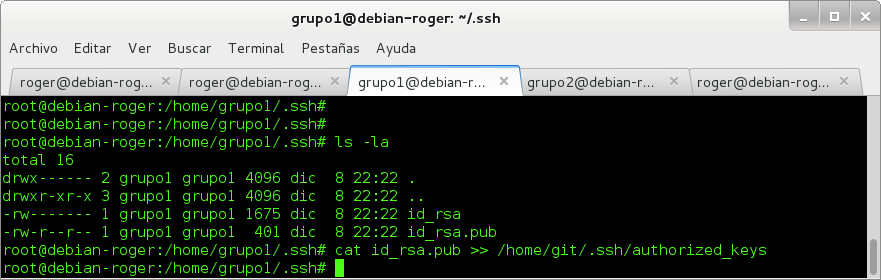 grupo1@debian-roger: ~/.ssh
Archivo Editar Ver Buscar Terminal Pestañas Ayuda
roger@debian-rog... roger@debian-rog... grupo1@debian-r... grupo2@debian-r... roger@debian-rog...
root@debian-roger:/home/grupo1/.ssh#
root@debian-roger:/home/grupo1/.ssh#
root@debian-roger:/home/grupo1/.ssh# ls -la
total 16
drwx------ 2 grupo1 grupo1 4096 dic  8 22:22 .
drwxr-xr-x 3 grupo1 grupo1 4096 dic  8 22:22 ..
-rw------- 1 grupo1 grupo1 1675 dic  8 22:22 id_rsa
-rw-r--r-- 1 grupo1 grupo1  401 dic  8 22:22 id_rsa.pub
root@debian-roger:/home/grupo1/.ssh# cat id_rsa.pub >> /home/git/.ssh/authorized_keys
root@debian-roger:/home/grupo1/.ssh#